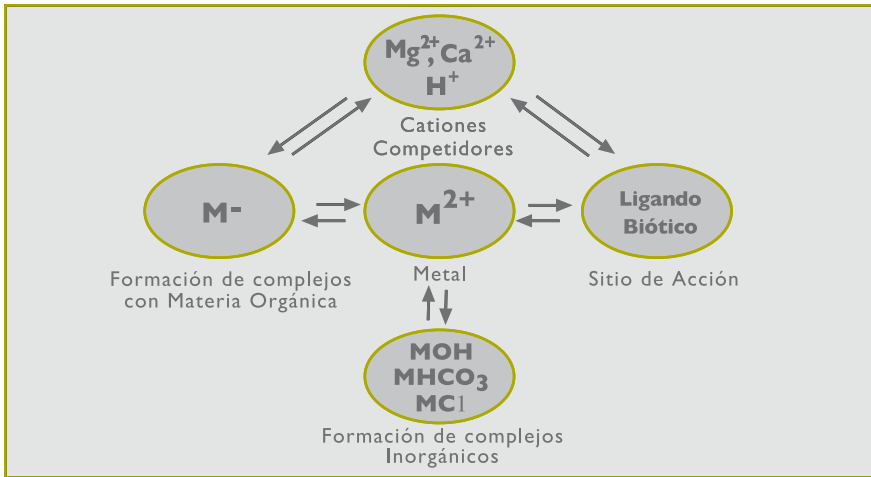 Mg²⁺, Ca²⁺
H⁺
Cationes
Competidores
M⁻
M²⁺
Ligando
Biótico
Formación de complejos
con Materia Orgánica
Metal
Sitio de Acción
MOH
MHCO₃
MCl
Formación de complejos
Inorgánicos